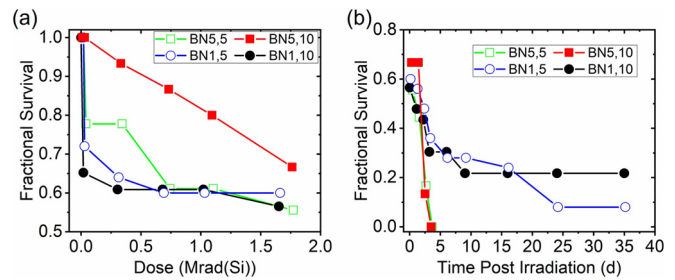 (a)
Fractional Survival
1.0
0.9
0.8
0.7
0.6
0.5
BN5,5 BN5,10
BN1,5 BN1,10
0.0 0.5 1.0 1.5 2.0
Dose (Mrad(Si))
(b)
Fractional Survival
0.8
0.6
0.4
0.2
0.0
BN5,5 BN5,10
BN1,5 BN1,10
0 5 10 15 20 25 30 35
Time Post Irradiation (d)